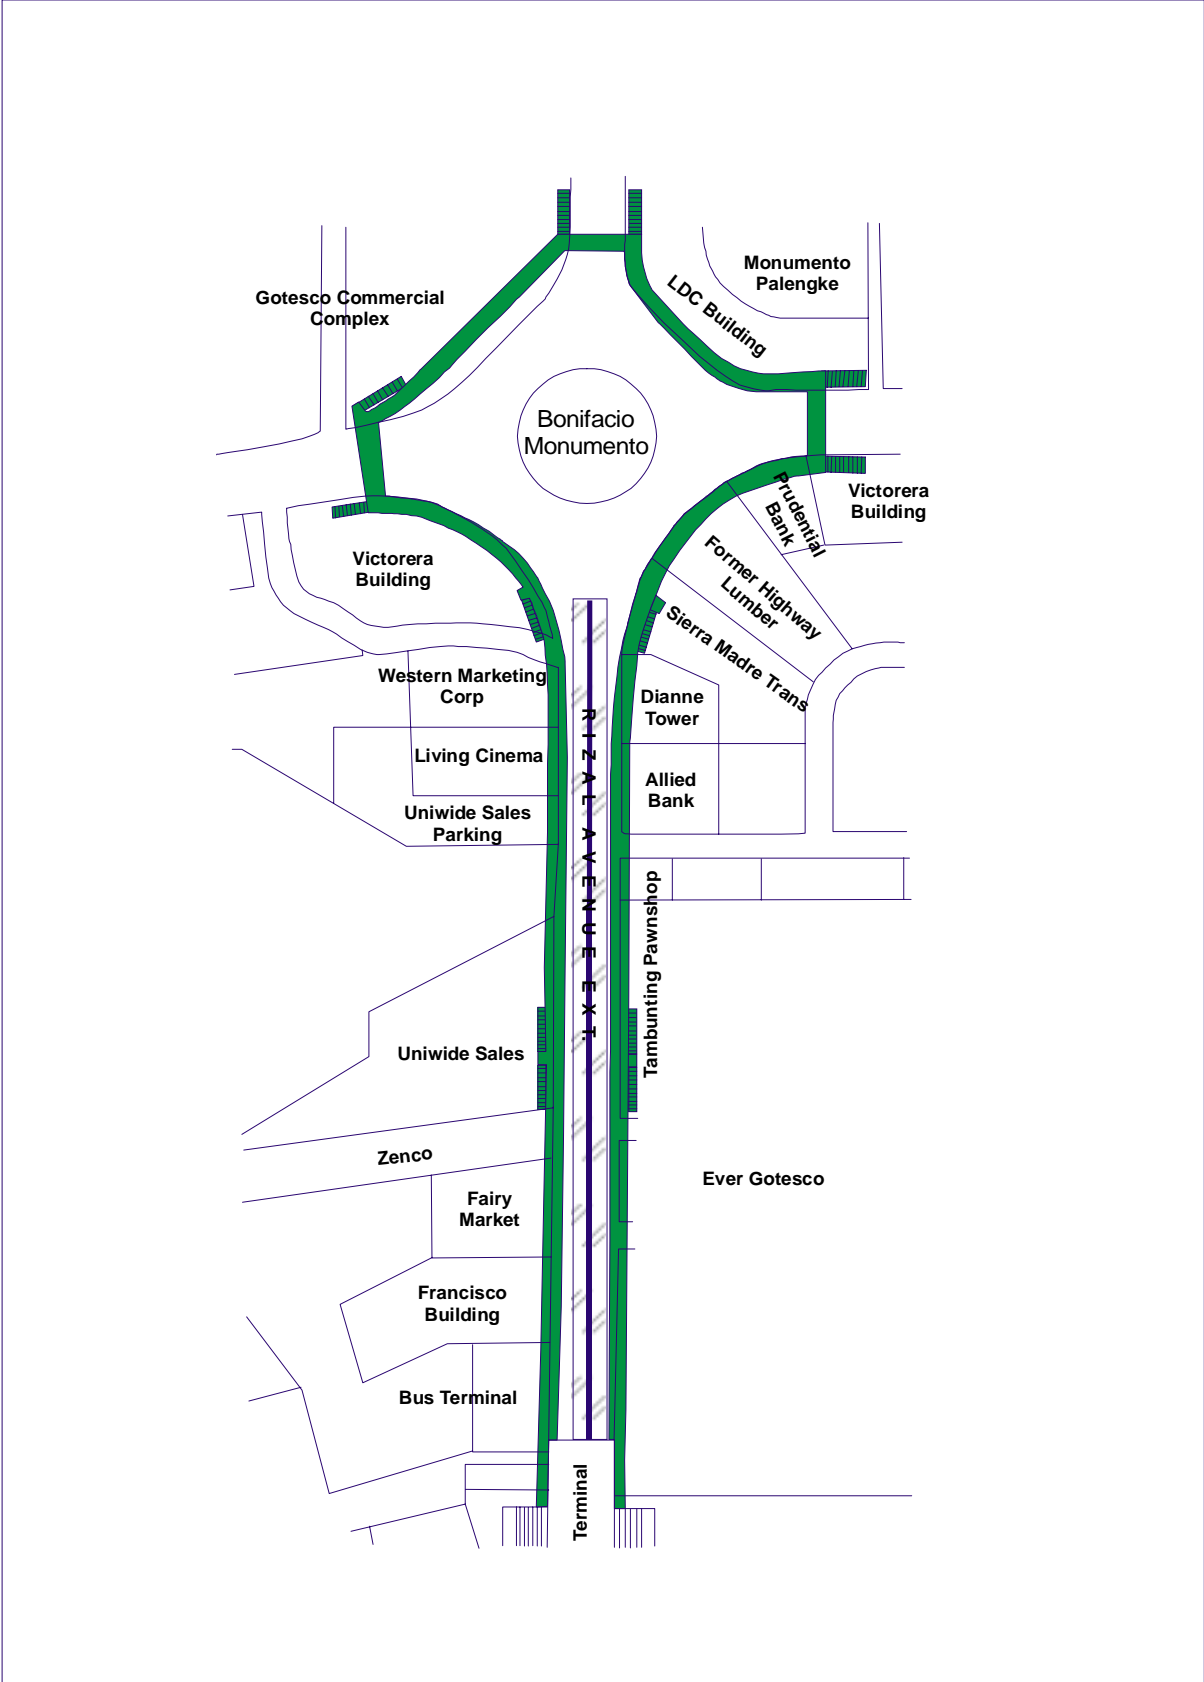 Monumento
Palengke
Gotesco Commercial
Complex
LDC Building
Bonifacio
Monumento
Prudential
Bank
Victorera
Building
Former Highway
Lumber
Victorera
Building
Sierra Madre Trans
Western Marketing
Corp
Dianne
Tower
RIZAL AVENUE EXT.
Living Cinema
Allied
Bank
Uniwide Sales
Parking
Tambunting Pawnshop
Uniwide Sales
Zenco
Ever Gotesco
Fairy
Market
Francisco
Building
Bus Terminal
Terminal